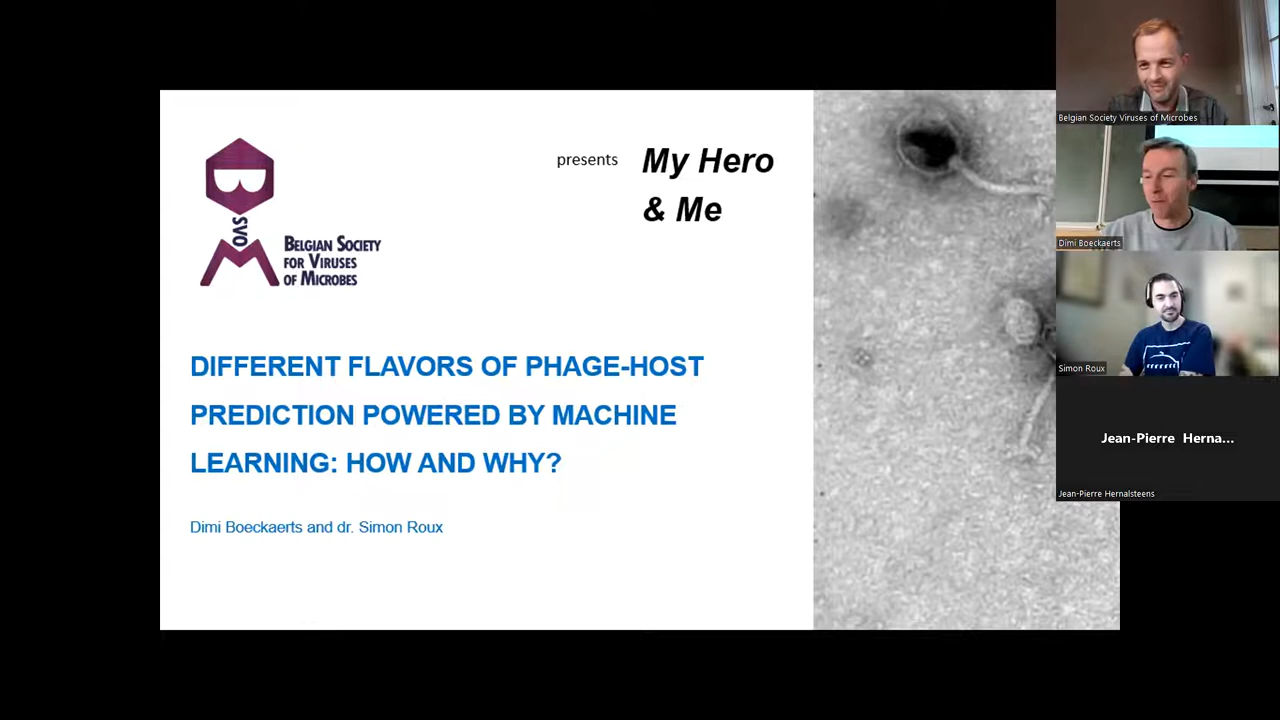 presents
My Hero
& Me
B
SVO
M
BELGIAN SOCIETY
FOR VIRUSES
OF MICROBES
DIFFERENT FLAVORS OF PHAGE-HOST
PREDICTION POWERED BY MACHINE
LEARNING: HOW AND WHY?
Dimi Boeckaerts and dr. Simon Roux
Belgian Society Viruses of Microbes
Dimi Boeckaerts
Simon Roux
Jean-Pierre Herna...
Jean-Pierre Hernalsteens